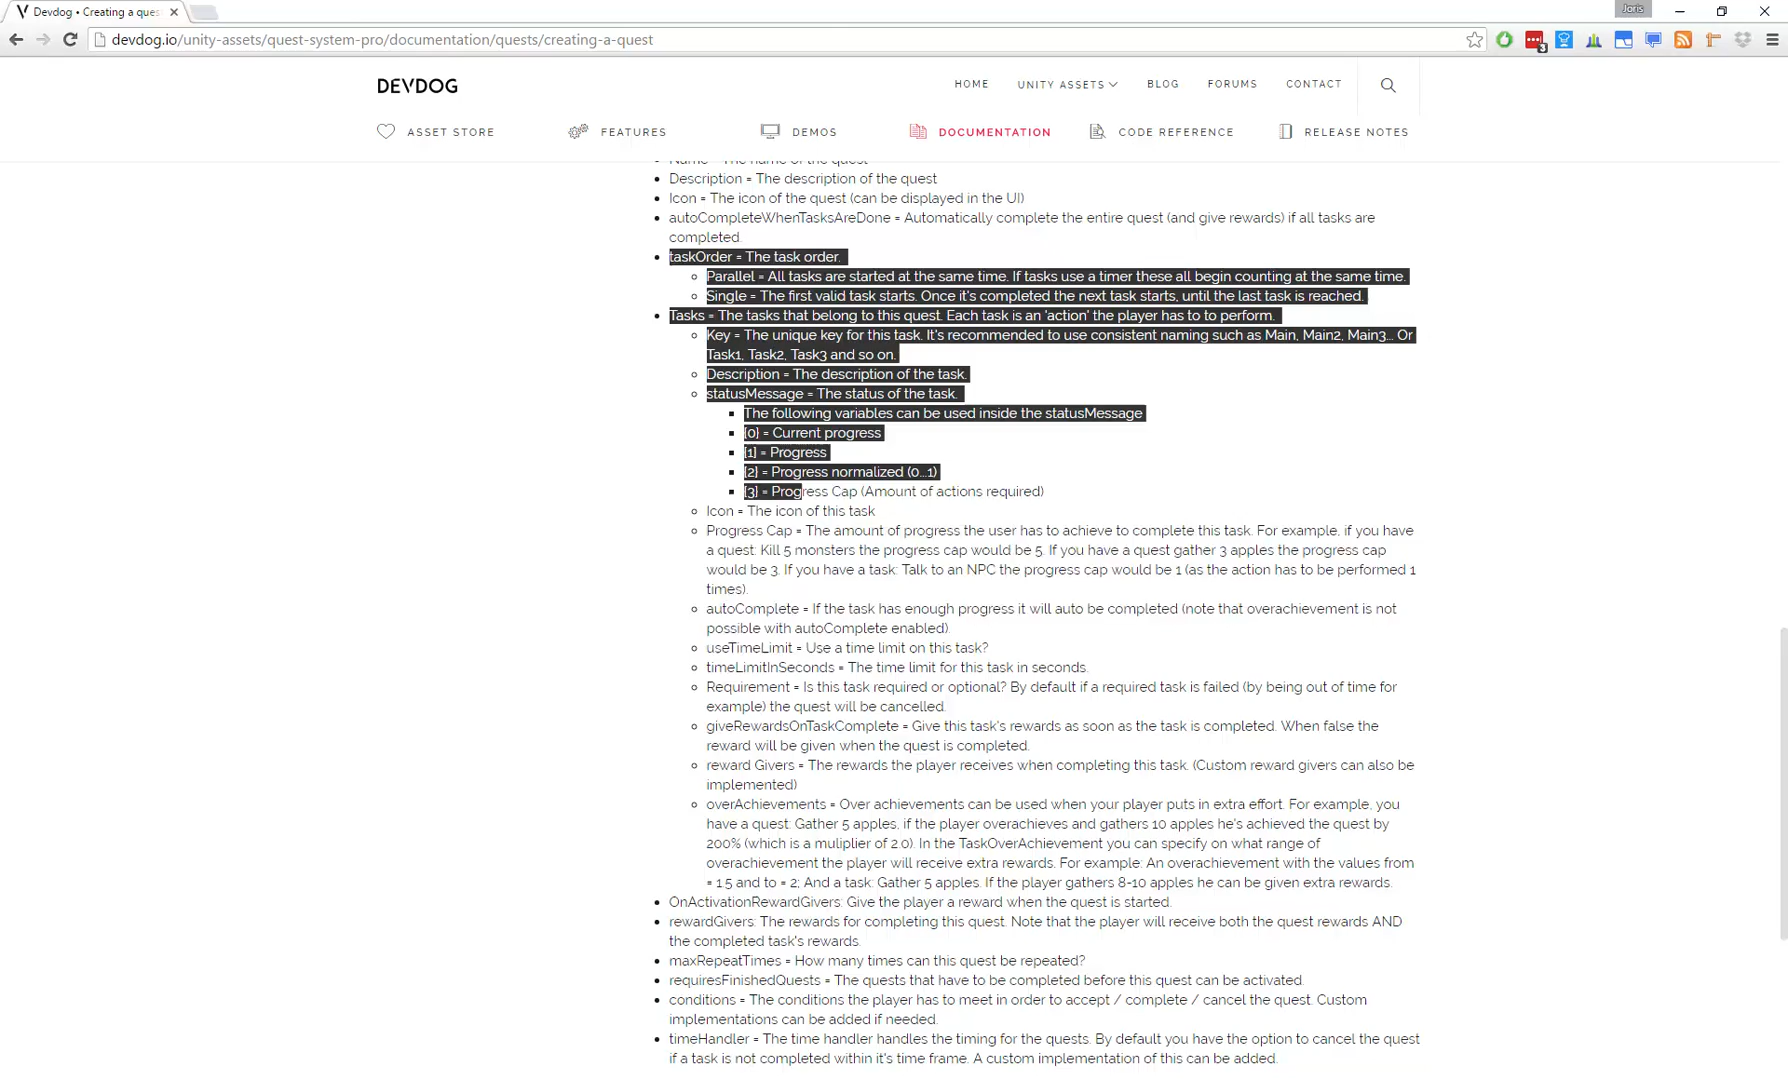 Devdog • Creating a ques
Joris
devdog.io/unity-assets/quest-system-pro/documentation/quests/creating-a-quest
3
DEVDOG
HOME
UNITY ASSETS
BLOG
FORUMS
CONTACT
ASSET STORE
FEATURES
DEMOS
DOCUMENTATION
CODE REFERENCE
RELEASE NOTES
Name = The name of the quest
Description = The description of the quest
Icon = The icon of the quest (can be displayed in the UI)
autoCompleteWhenTasksAreDone = Automatically complete the entire quest (and give rewards) if all tasks are
completed.
taskOrder = The task order.
Parallel = All tasks are started at the same time. If tasks use a timer these all begin counting at the same time.
Single = The first valid task starts. Once it's completed the next task starts, until the last task is reached.
Tasks = The tasks that belong to this quest. Each task is an 'action' the player has to to perform.
Key = The unique key for this task. It's recommended to use consistent naming such as Main, Main2, Main3... Or
Task1, Task2, Task3 and so on.
Description = The description of the task.
statusMessage = The status of the task.
The following variables can be used inside the statusMessage
{0} = Current progress
{1} = Progress
{2} = Progress normalized (0...1)
{3} = Progress Cap (Amount of actions required)
Icon = The icon of this task
Progress Cap = The amount of progress the user has to achieve to complete this task. For example, if you have
a quest: Kill 5 monsters the progress cap would be 5. If you have a quest gather 3 apples the progress cap
would be 3. If you have a task: Talk to an NPC the progress cap would be 1 (as the action has to be performed 1
times).
autoComplete = If the task has enough progress it will auto be completed (note that overachievement is not
possible with autoComplete enabled).
useTimeLimit = Use a time limit on this task?
timeLimitInSeconds = The time limit for this task in seconds.
Requirement = Is this task required or optional? By default if a required task is failed (by being out of time for
example) the quest will be cancelled.
giveRewardsOnTaskComplete = Give this task's rewards as soon as the task is completed. When false the
reward will be given when the quest is completed.
reward Givers = The rewards the player receives when completing this task. (Custom reward givers can also be
implemented)
overAchievements = Over achievements can be used when your player puts in extra effort. For example, you
have a quest: Gather 5 apples, if the player overachieves and gathers 10 apples he's achieved the quest by
200% (which is a muliplier of 2.0). In the TaskOverAchievement you can specify on what range of
overachievement the player will receive extra rewards. For example: An overachievement with the values from
= 1.5 and to = 2; And a task: Gather 5 apples. If the player gathers 8-10 apples he can be given extra rewards.
OnActivationRewardGivers: Give the player a reward when the quest is started.
rewardGivers: The rewards for completing this quest. Note that the player will receive both the quest rewards AND
the completed task's rewards.
maxRepeatTimes = How many times can this quest be repeated?
requiresFinishedQuests = The quests that have to be completed before this quest can be activated.
conditions = The conditions the player has to meet in order to accept / complete / cancel the quest. Custom
implementations can be added if needed.
timeHandler = The time handler handles the timing for the quests. By default you have the option to cancel the quest
if a task is not completed within it's time frame. A custom implementation of this can be added.